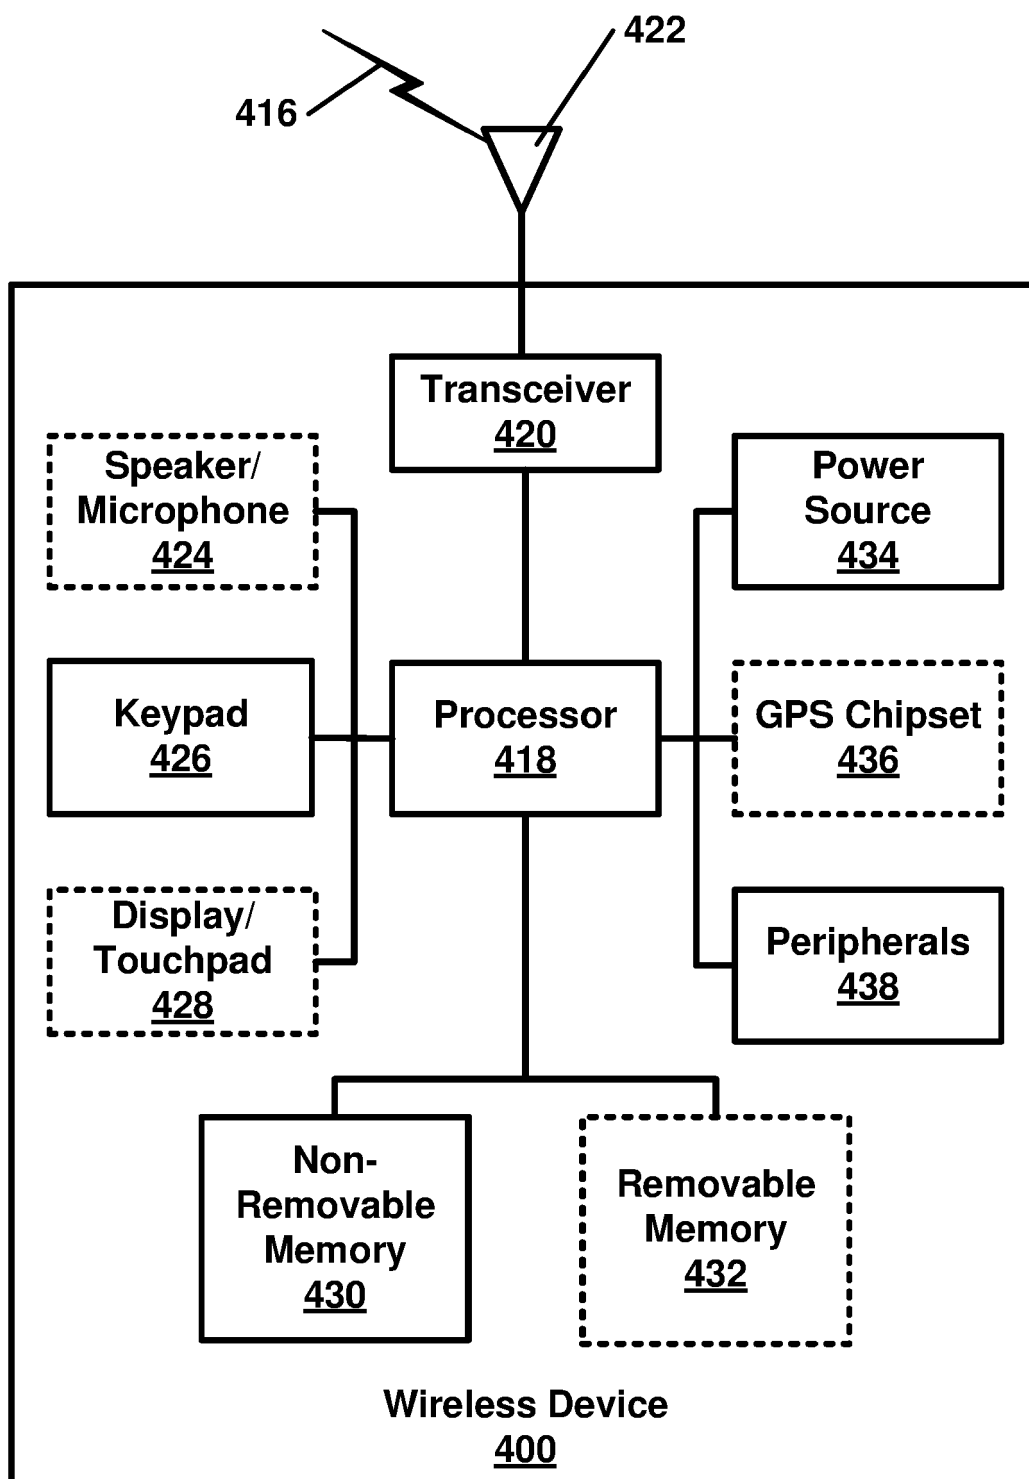 422
416
Transceiver
420
Speaker/
Microphone
424
Power
Source
434
Keypad
426
Processor
418
GPS Chipset
436
Display/
Touchpad
428
Peripherals
438
Non-
Removable
Memory
430
Removable
Memory
432
Wireless Device
400